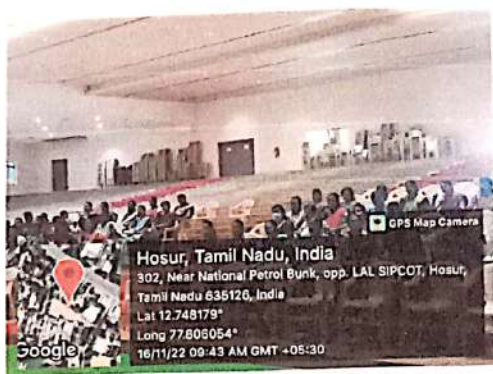 GPS Map Camera
Hosur, Tamil Nadu, India
302, Near National Petrol Bunk, opp. LAL SIPCOT, Hosur,
Tamil Nadu 635126, India
Lat 12.748179°
Long 77.806054°
16/11/22 09:43 AM GMT +05:30
Google